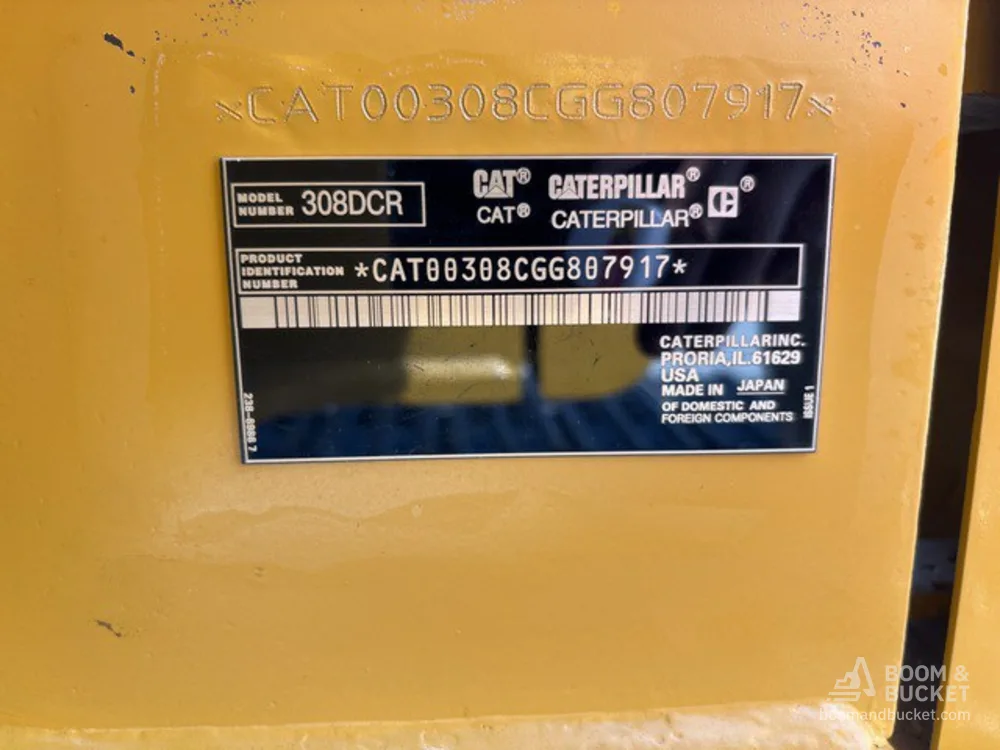 *CAT00308CGG807917*
MODEL NUMBER 308DCR
CAT® CATERPILLAR® C®
CAT® CATERPILLAR®
PRODUCT IDENTIFICATION NUMBER *CAT00308CGG807917*
CATERPILLARINC.
PRORIA,IL.61629
USA
MADE IN JAPAN
OF DOMESTIC AND
FOREIGN COMPONENTS
ISSUE 1
BOOM &
BUCKET
boomandbucket.com